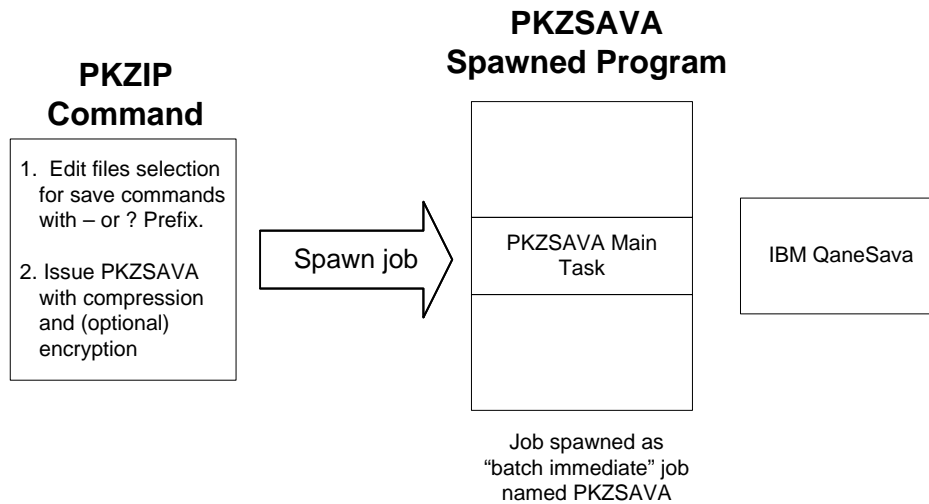 PKZIP
Command
1. Edit files selection
for save commands
with – or ? Prefix.
2. Issue PKZSAVA
with compression
and (optional)
encryption
Spawn job
PKZSAVA
Spawned Program
PKZSAVA Main
Task
Job spawned as
“batch immediate” job
named PKZSAVA
IBM QaneSava